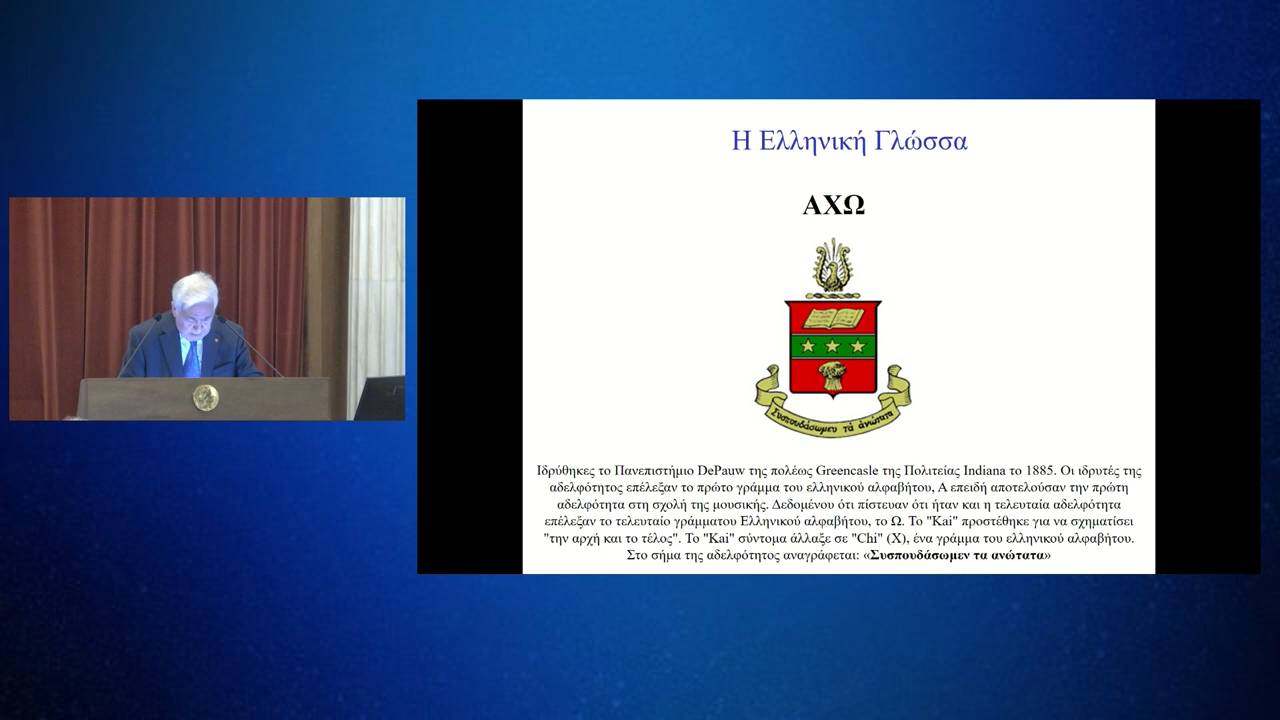 Η Ελληνική Γλώσσα
ΑΧΩ
Συσπουδάσωμεν τὰ ἀνώτατα
Ιδρύθηκες το Πανεπιστήμιο DePauw της πολέως Greencasle της Πολιτείας Indiana το 1885. Οι ιδρυτές της
αδελφότητος επέλεξαν το πρώτο γράμμα του ελληνικού αλφαβήτου, Α επειδή αποτελούσαν την πρώτη
αδελφότητα στη σχολή της μουσικής. Δεδομένου ότι πίστευαν ότι ήταν και η τελευταία αδελφότητα
επέλεξαν το τελευταίο γράμματου Ελληνικού αλφαβήτου, το Ω. Το "Kai" προστέθηκε για να σχηματίσει
"την αρχή και το τέλος". Το "Kai" σύντομα άλλαξε σε "Chi" (Χ), ένα γράμμα του ελληνικού αλφαβήτου.
Στο σήμα της αδελφότητος αναγράφεται: «Συσπουδάσωμεν τα ανώτατα»